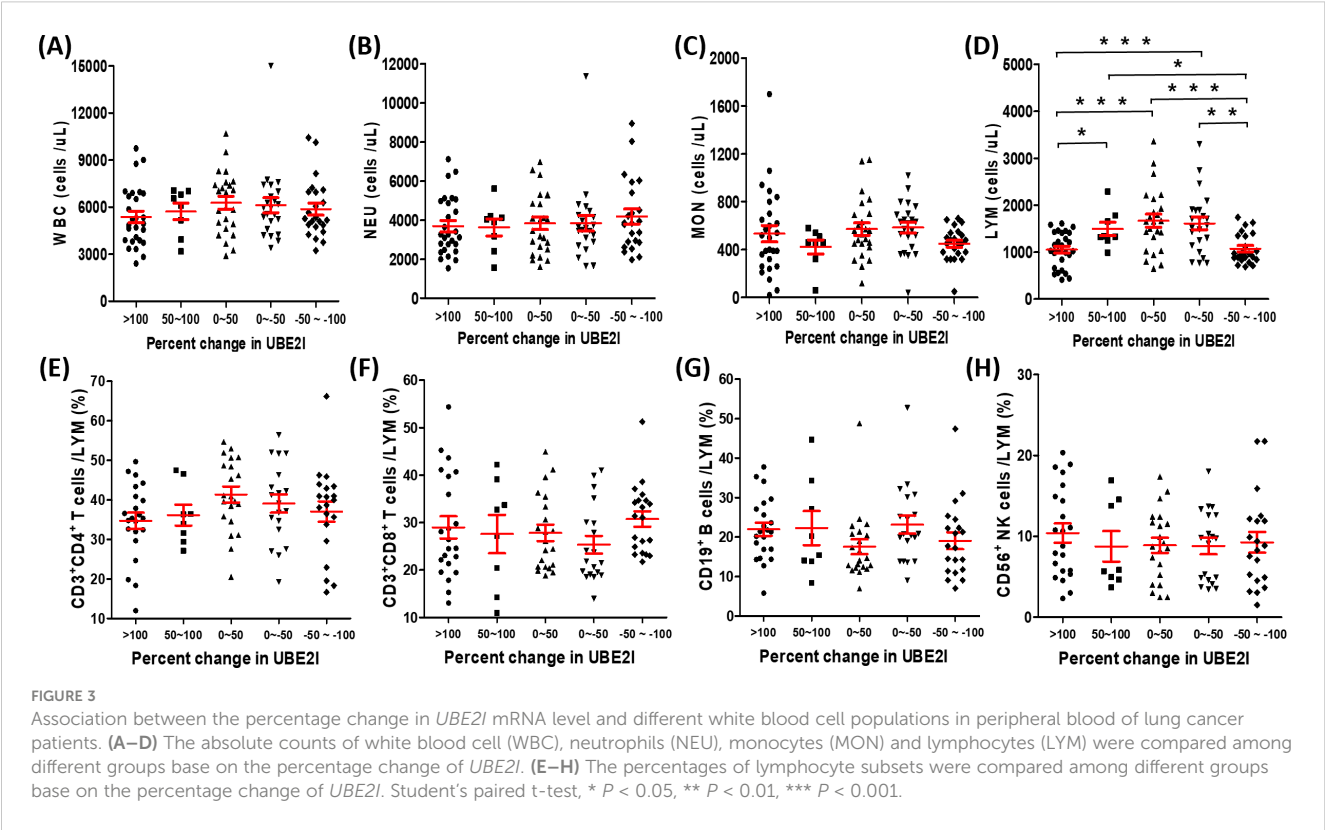 (A)
WBC (cells /uL)
15000
12000
9000
6000
3000
0
>100 50~100 0~50 0~-50 -50 ~ -100
Percent change in UBE2I
(B)
NEU (cells /uL)
12000
10000
8000
6000
4000
2000
0
>100 50~100 0~50 0~-50 -50 ~ -100
Percent change in UBE2I
(C)
MON (cells /uL)
2000
1600
1200
800
400
0
>100 50~100 0~50 0~-50 -50 ~ -100
Percent change in UBE2I
(D)
LYM (cells /uL)
5000
4000
3000
2000
1000
0
* * *
*
* * *
* * *
* *
*
>100 50~100 0~50 0~-50 -50 ~ -100
Percent change in UBE2I
(E)
CD3+CD4+ T cells /LYM (%)
70
60
50
40
30
20
10
>100 50~100 0~50 0~-50 -50 ~ -100
Percent change in UBE2I
(F)
CD3+CD8+ T cells /LYM (%)
60
50
40
30
20
10
>100 50~100 0~50 0~-50 -50 ~ -100
Percent change in UBE2I
(G)
CD19+ B cells /LYM (%)
60
50
40
30
20
10
0
>100 50~100 0~50 0~-50 -50 ~ -100
Percent change in UBE2I
(H)
CD56+ NK cells /LYM (%)
30
20
10
0
>100 50~100 0~50 0~-50 -50 ~ -100
Percent change in UBE2I
FIGURE 3
Association between the percentage change in UBE2I mRNA level and different white blood cell populations in peripheral blood of lung cancer
patients. (A–D) The absolute counts of white blood cell (WBC), neutrophils (NEU), monocytes (MON) and lymphocytes (LYM) were compared among
different groups base on the percentage change of UBE2I. (E–H) The percentages of lymphocyte subsets were compared among different groups
base on the percentage change of UBE2I. Student's paired t-test, * P < 0.05, ** P < 0.01, *** P < 0.001.